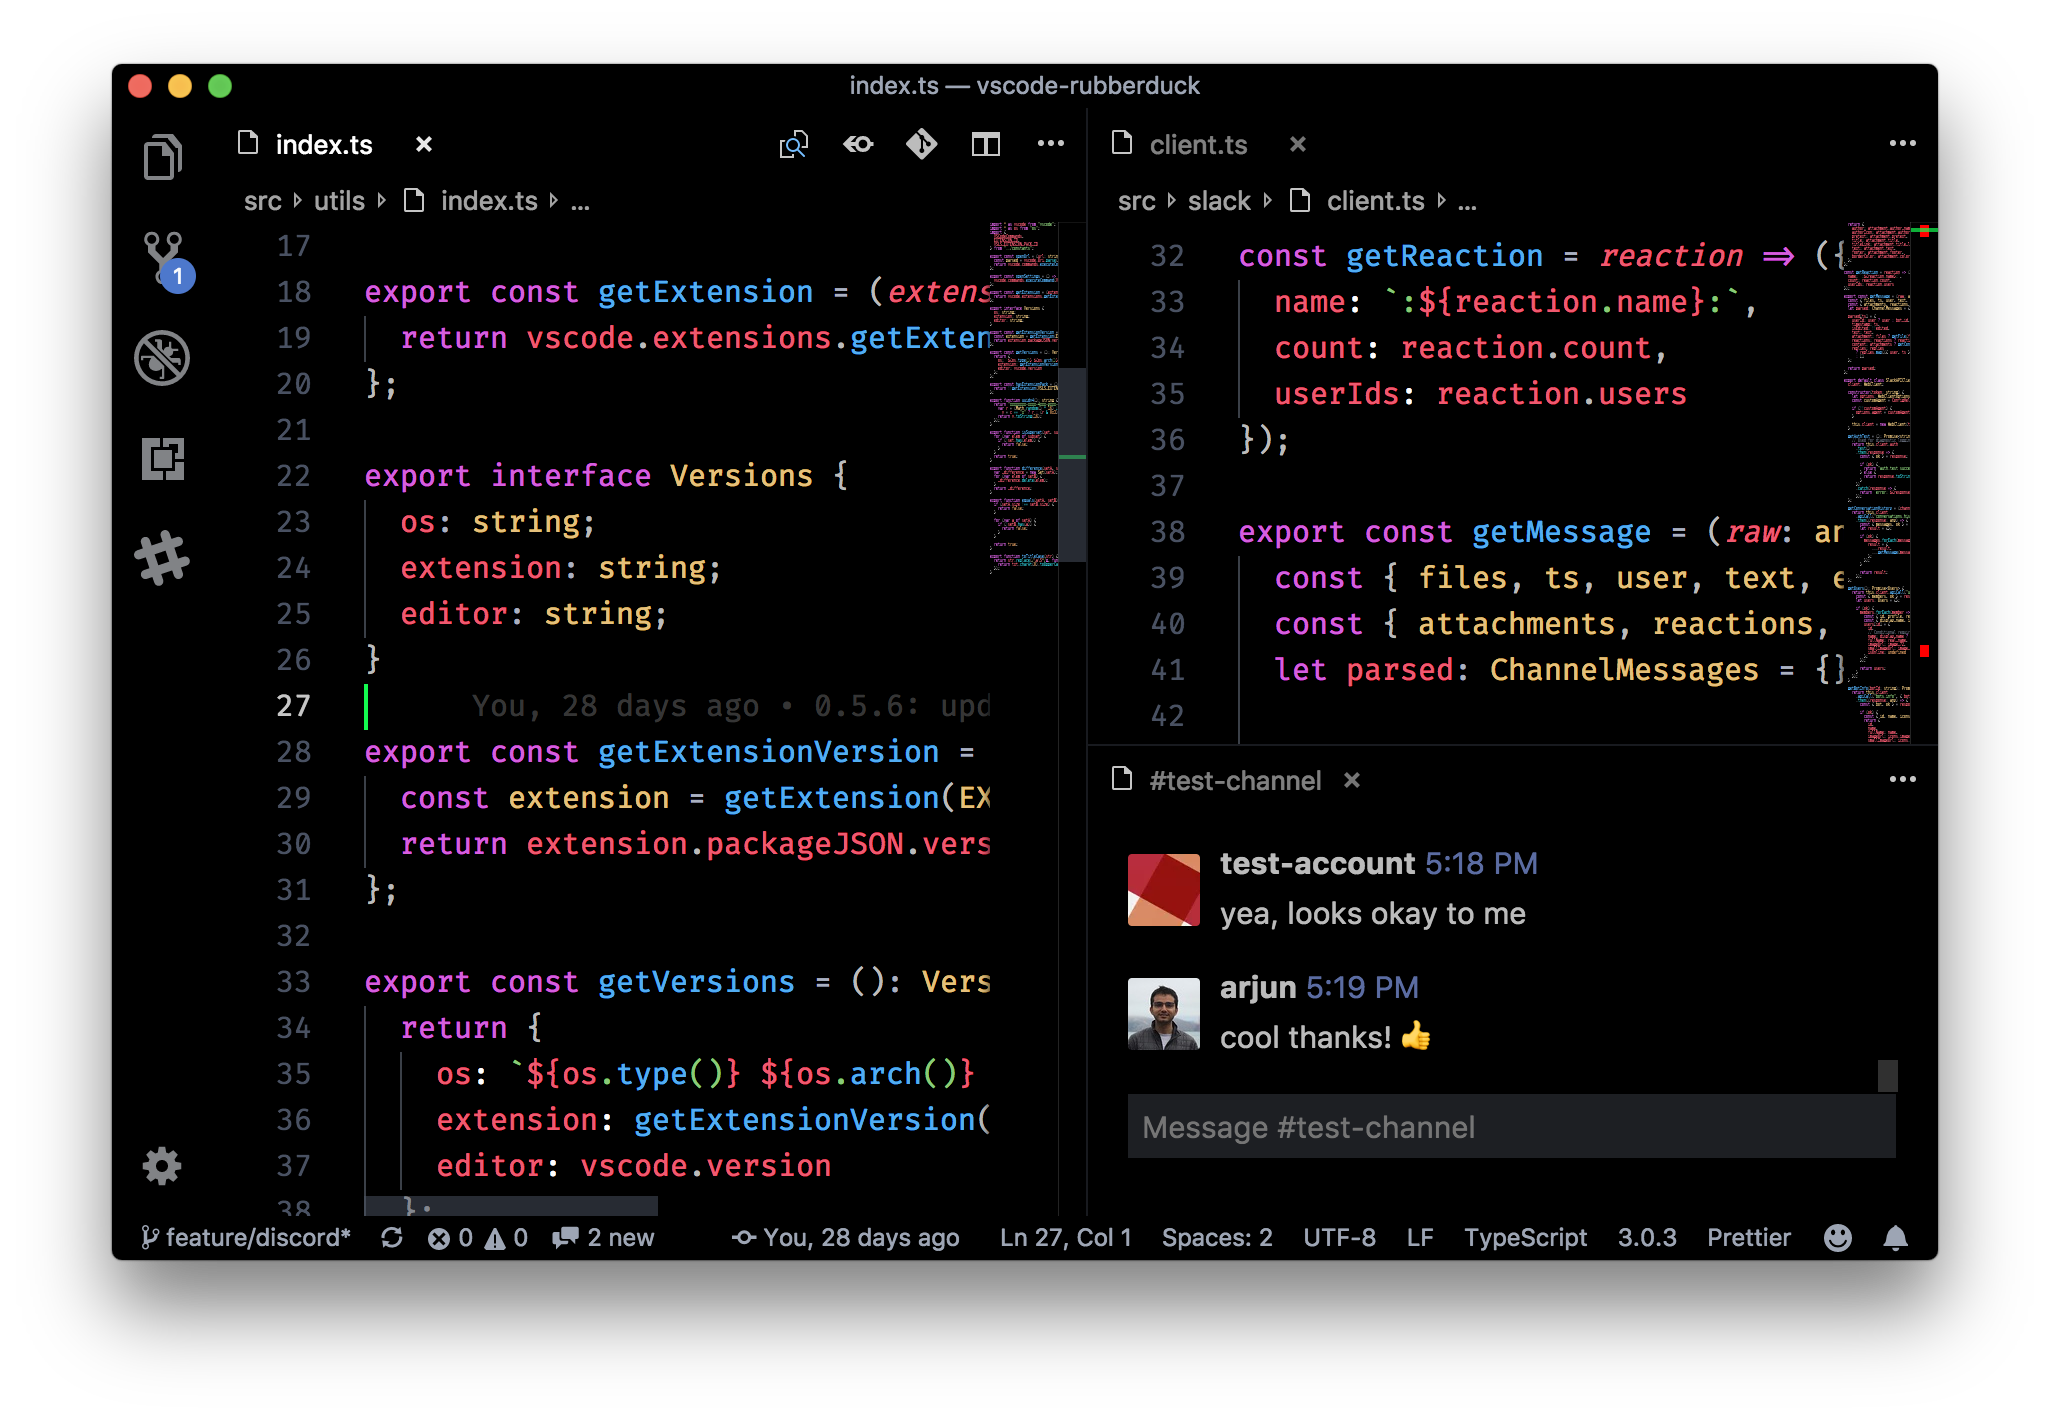 index.ts — vscode-rubberduck
index.ts ×
src utils index.ts ...
17
18 export const getExtension = (extens
19 return vscode.extensions.getExten
20 };
21
22 export interface Versions {
23 os: string;
24 extension: string;
25 editor: string;
26 }
27 You, 28 days ago • 0.5.6: upd
28 export const getExtensionVersion =
29 const extension = getExtension(EX
30 return extension.packageJSON.vers
31 };
32
33 export const getVersions = (): Vers
34 return {
35 os: `${os.type()} ${os.arch()}
36 extension: getExtensionVersion(
37 editor: vscode.version
38 };
client.ts ×
src slack client.ts ...
32 const getReaction = reaction => ({
33 name: `:${reaction.name}:`,
34 count: reaction.count,
35 userIds: reaction.users
36 });
37
38 export const getMessage = (raw: an
39 const { files, ts, user, text, e
40 const { attachments, reactions,
41 let parsed: ChannelMessages = {}
42
#test-channel ×
test-account 5:18 PM
yea, looks okay to me
arjun 5:19 PM
cool thanks! 👍
Message #test-channel
1
feature/discord* 0 0 2 new You, 28 days ago Ln 27, Col 1 Spaces: 2 UTF-8 LF TypeScript 3.0.3 Prettier